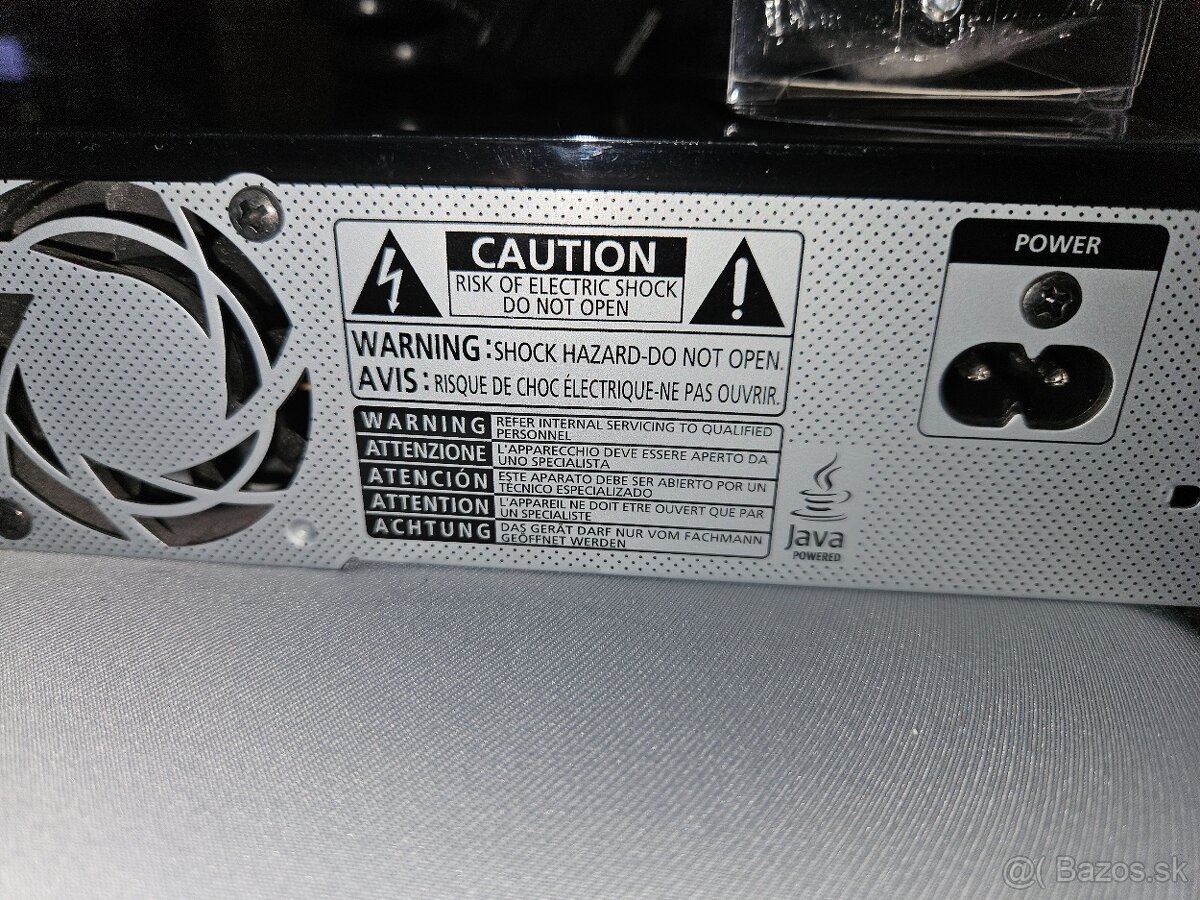 CAUTION
RISK OF ELECTRIC SHOCK
DO NOT OPEN
WARNING : SHOCK HAZARD-DO NOT OPEN.
AVIS : RISQUE DE CHOC ÉLECTRIQUE-NE PAS OUVRIR.
WARNING REFER INTERNAL SERVICING TO QUALIFIED
PERSONNEL
ATTENZIONE L'APPARECCHIO DEVE ESSERE APERTO DA
UNO SPECIALISTA
ATENCIÓN ESTE APARATO DEBE SER ABIERTO POR UN
TÉCNICO ESPECIALIZADO
ATTENTION L'APPAREIL NE DOIT ETRE OUVERT QUE PAR
UN SPECIALISTE
ACHTUNG DAS GERÄT DARF NUR VOM FACHMANN
GEÖFFNET WERDEN
Java
POWERED
POWER
@( Bazos.sk